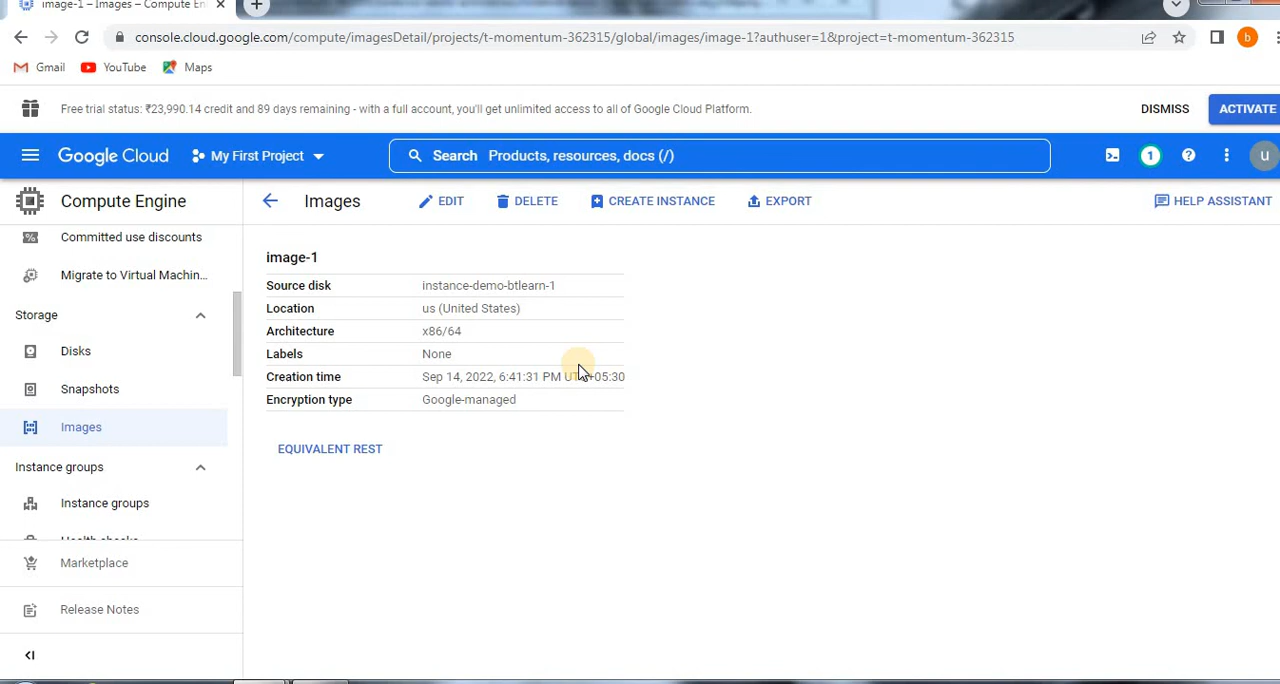 image-1 – Images – Compute En
console.cloud.google.com/compute/imagesDetail/projects/t-momentum-362315/global/images/image-1?authuser=1&project=t-momentum-362315
b
Gmail YouTube Maps
Free trial status: ₹23,990.14 credit and 89 days remaining - with a full account, you'll get unlimited access to all of Google Cloud Platform. DISMISS ACTIVATE
Google Cloud My First Project Search Products, resources, docs (/) 1 u
Compute Engine Images EDIT DELETE CREATE INSTANCE EXPORT HELP ASSISTANT
Committed use discounts
Migrate to Virtual Machin...
Storage
Disks
Snapshots
Images
Instance groups
Instance groups
Health checks
Marketplace
Release Notes
image-1
Source disk instance-demo-btlearn-1
Location us (United States)
Architecture x86/64
Labels None
Creation time Sep 14, 2022, 6:41:31 PM UTC+05:30
Encryption type Google-managed
EQUIVALENT REST